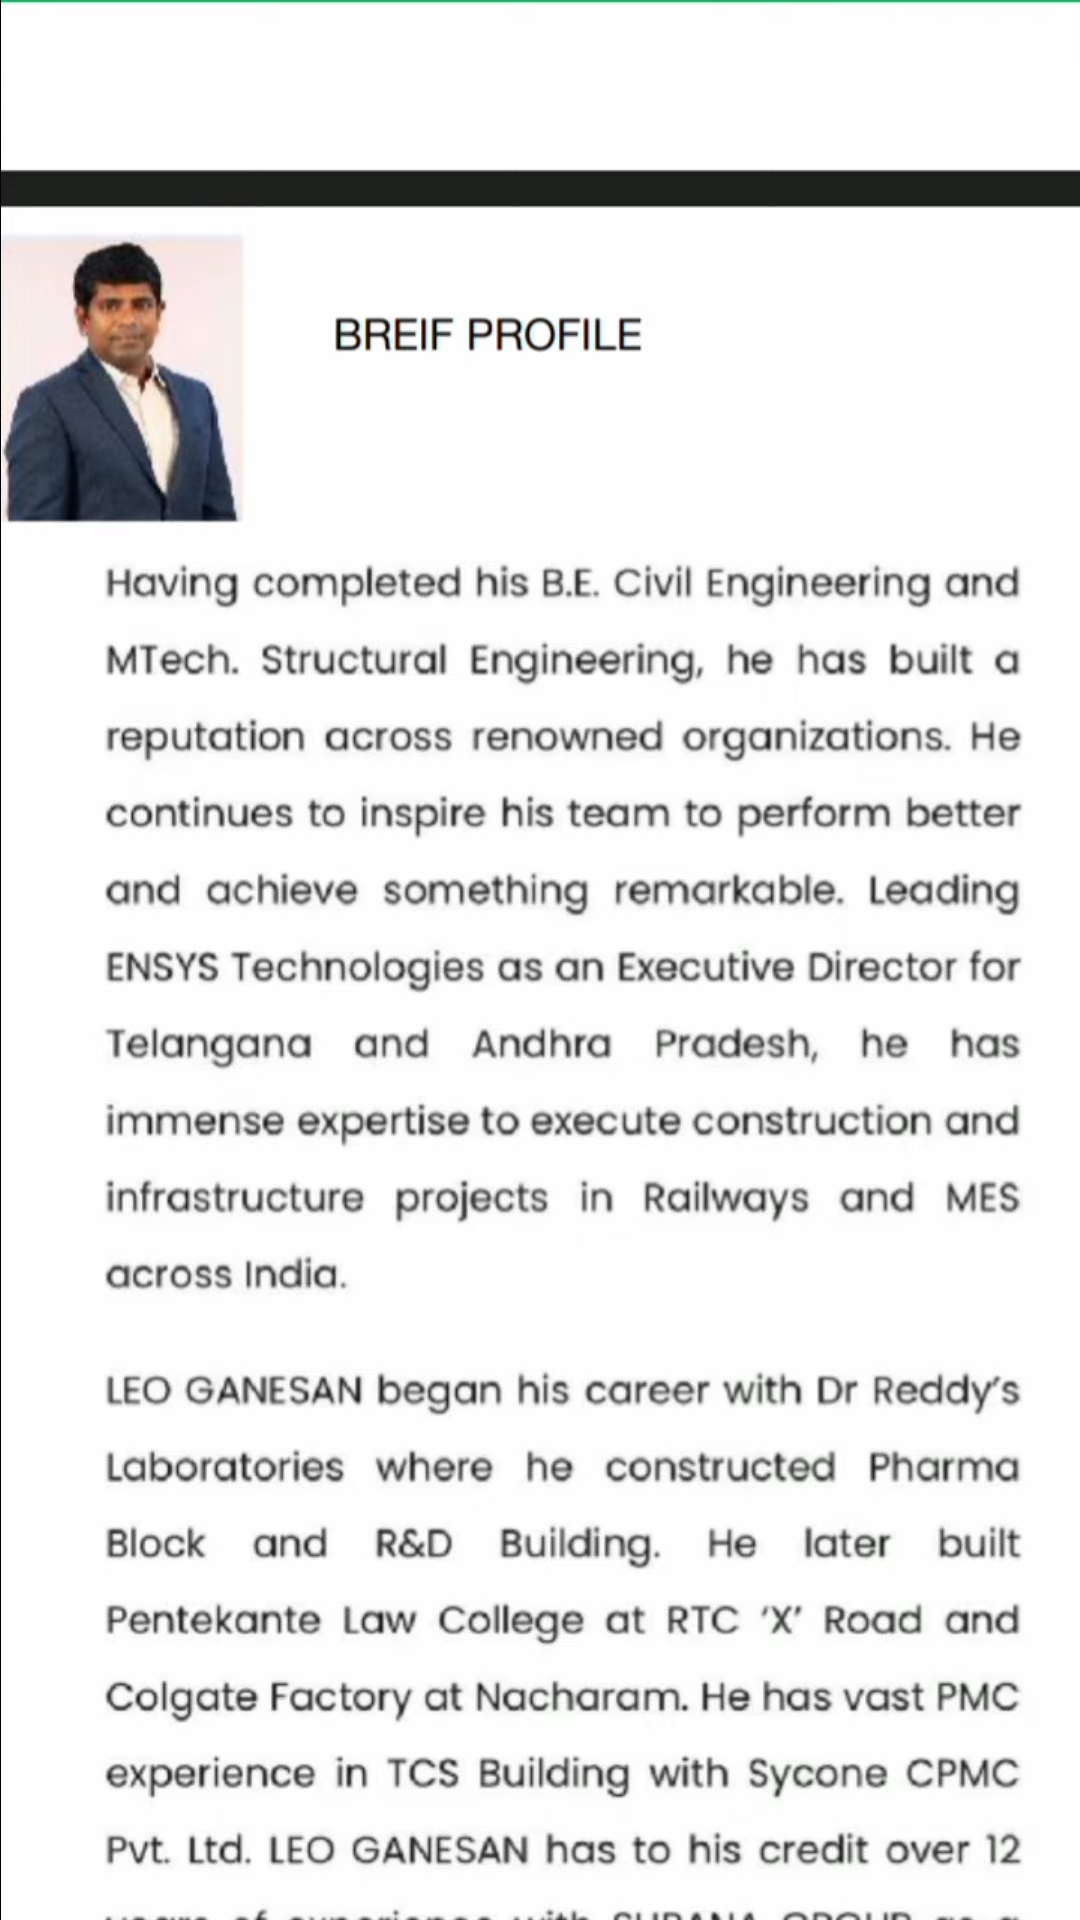 BREIF PROFILE
Having completed his B.E. Civil Engineering and
MTech. Structural Engineering, he has built a
reputation across renowned organizations. He
continues to inspire his team to perform better
and achieve something remarkable. Leading
ENSYS Technologies as an Executive Director for
Telangana and Andhra Pradesh, he has
immense expertise to execute construction and
infrastructure projects in Railways and MES
across India.
LEO GANESAN began his career with Dr Reddy’s
Laboratories where he constructed Pharma
Block and R&D Building. He later built
Pentekante Law College at RTC ‘X’ Road and
Colgate Factory at Nacharam. He has vast PMC
experience in TCS Building with Sycone CPMC
Pvt. Ltd. LEO GANESAN has to his credit over 12